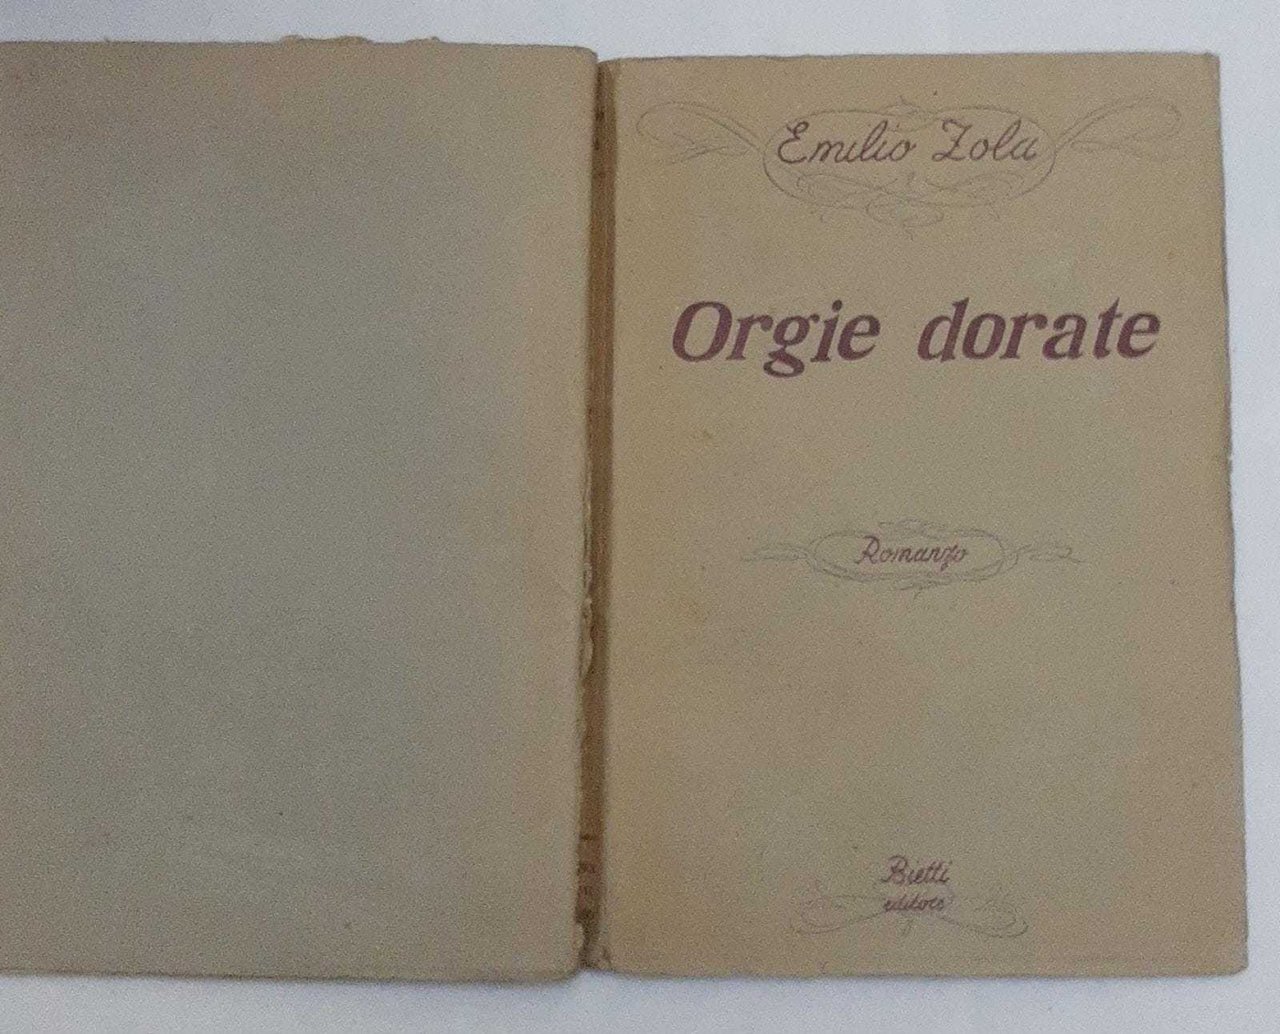 Emilio Zola
Orgie dorate
Romanzo
Bietti
editore